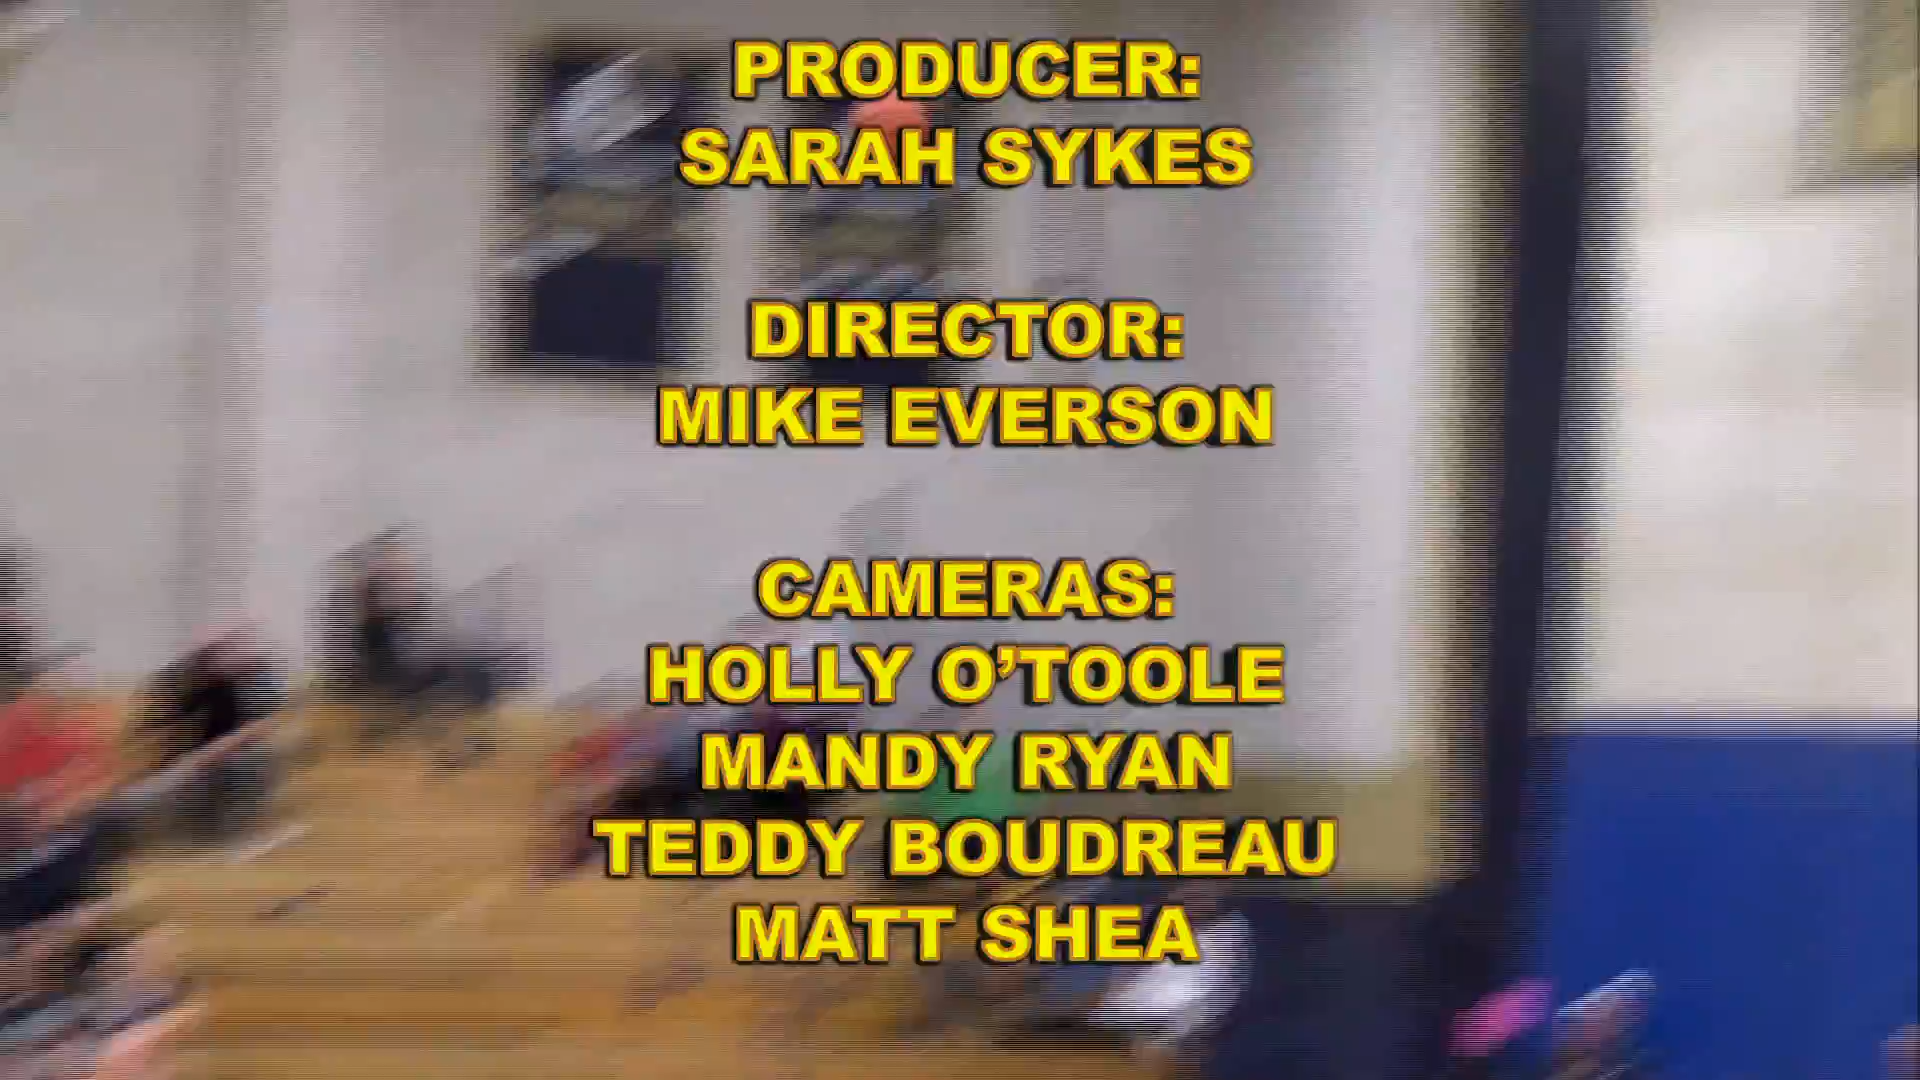 PRODUCER:
SARAH SYKES
DIRECTOR:
MIKE EVERSON
CAMERAS:
HOLLY O’TOOLE
MANDY RYAN
TEDDY BOUDREAU
MATT SHEA